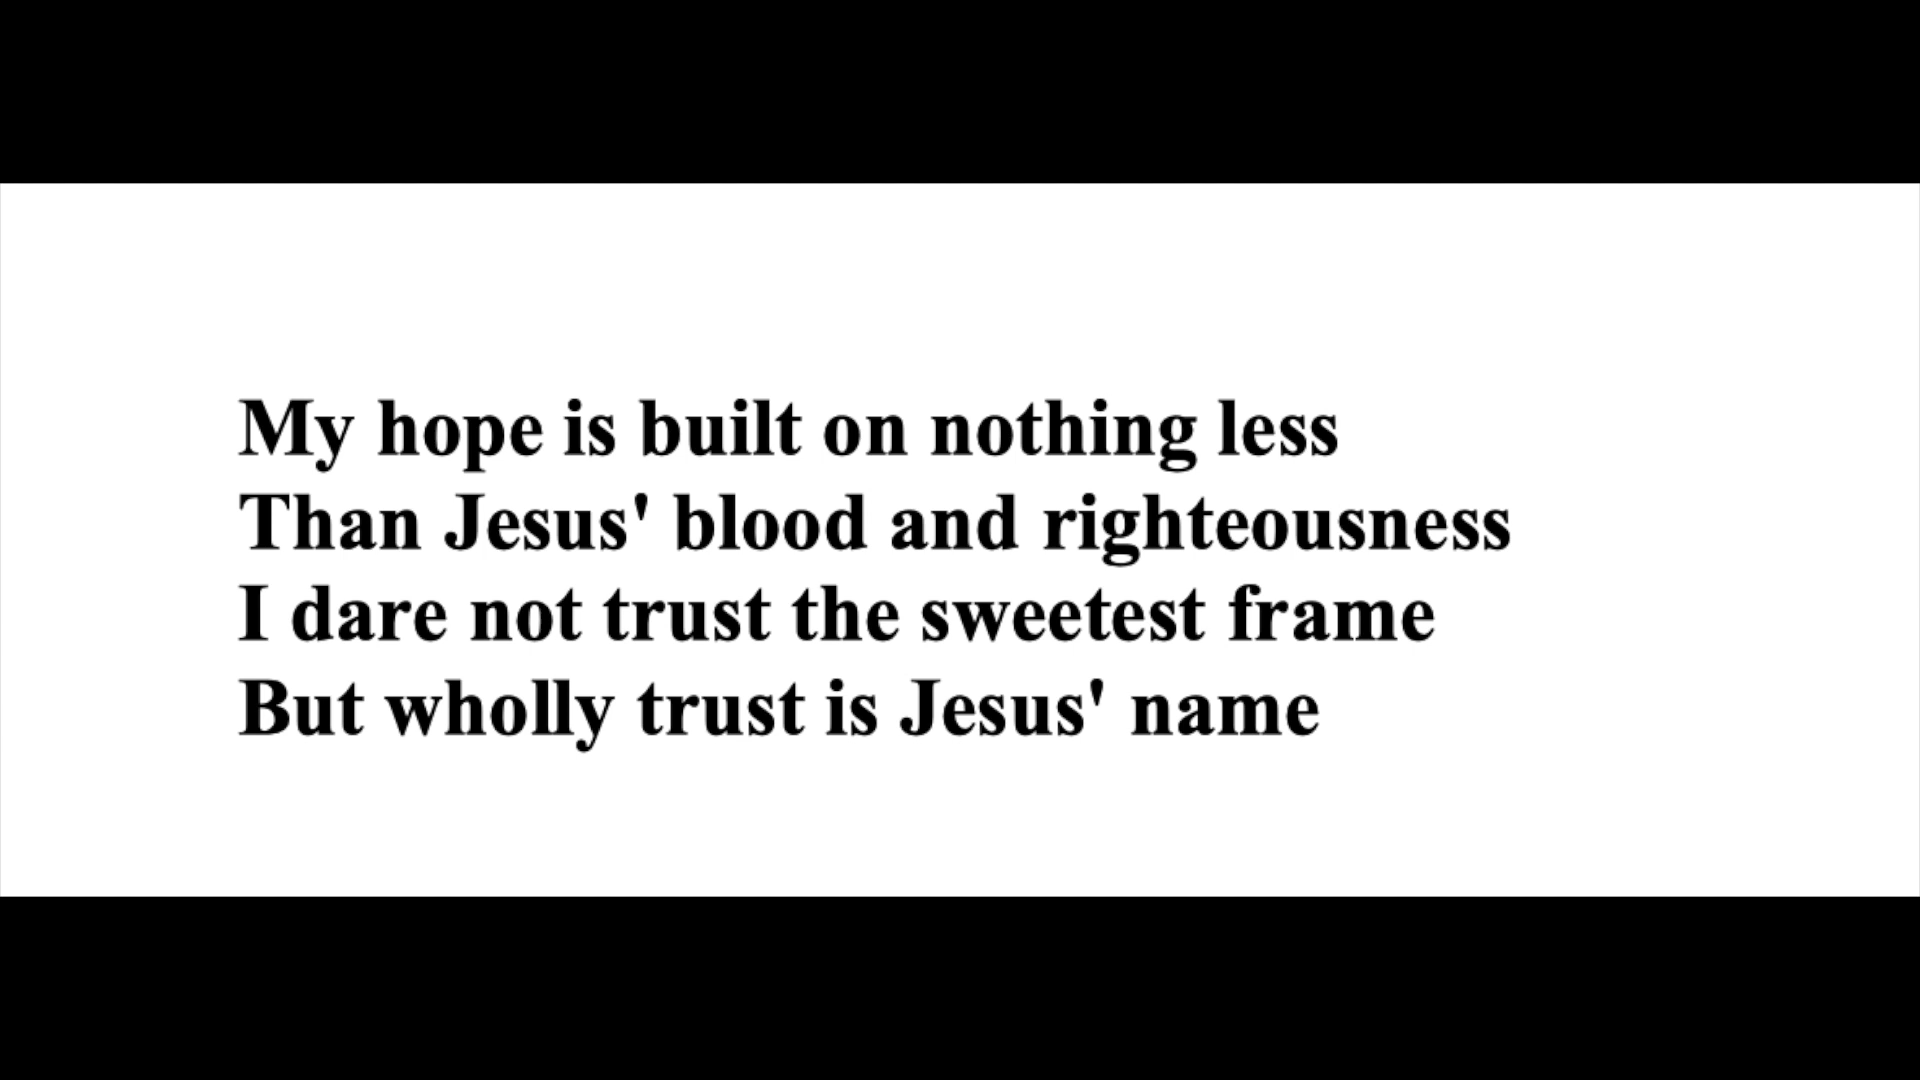 My hope is built on nothing less
Than Jesus' blood and righteousness
I dare not trust the sweetest frame
But wholly trust is Jesus' name